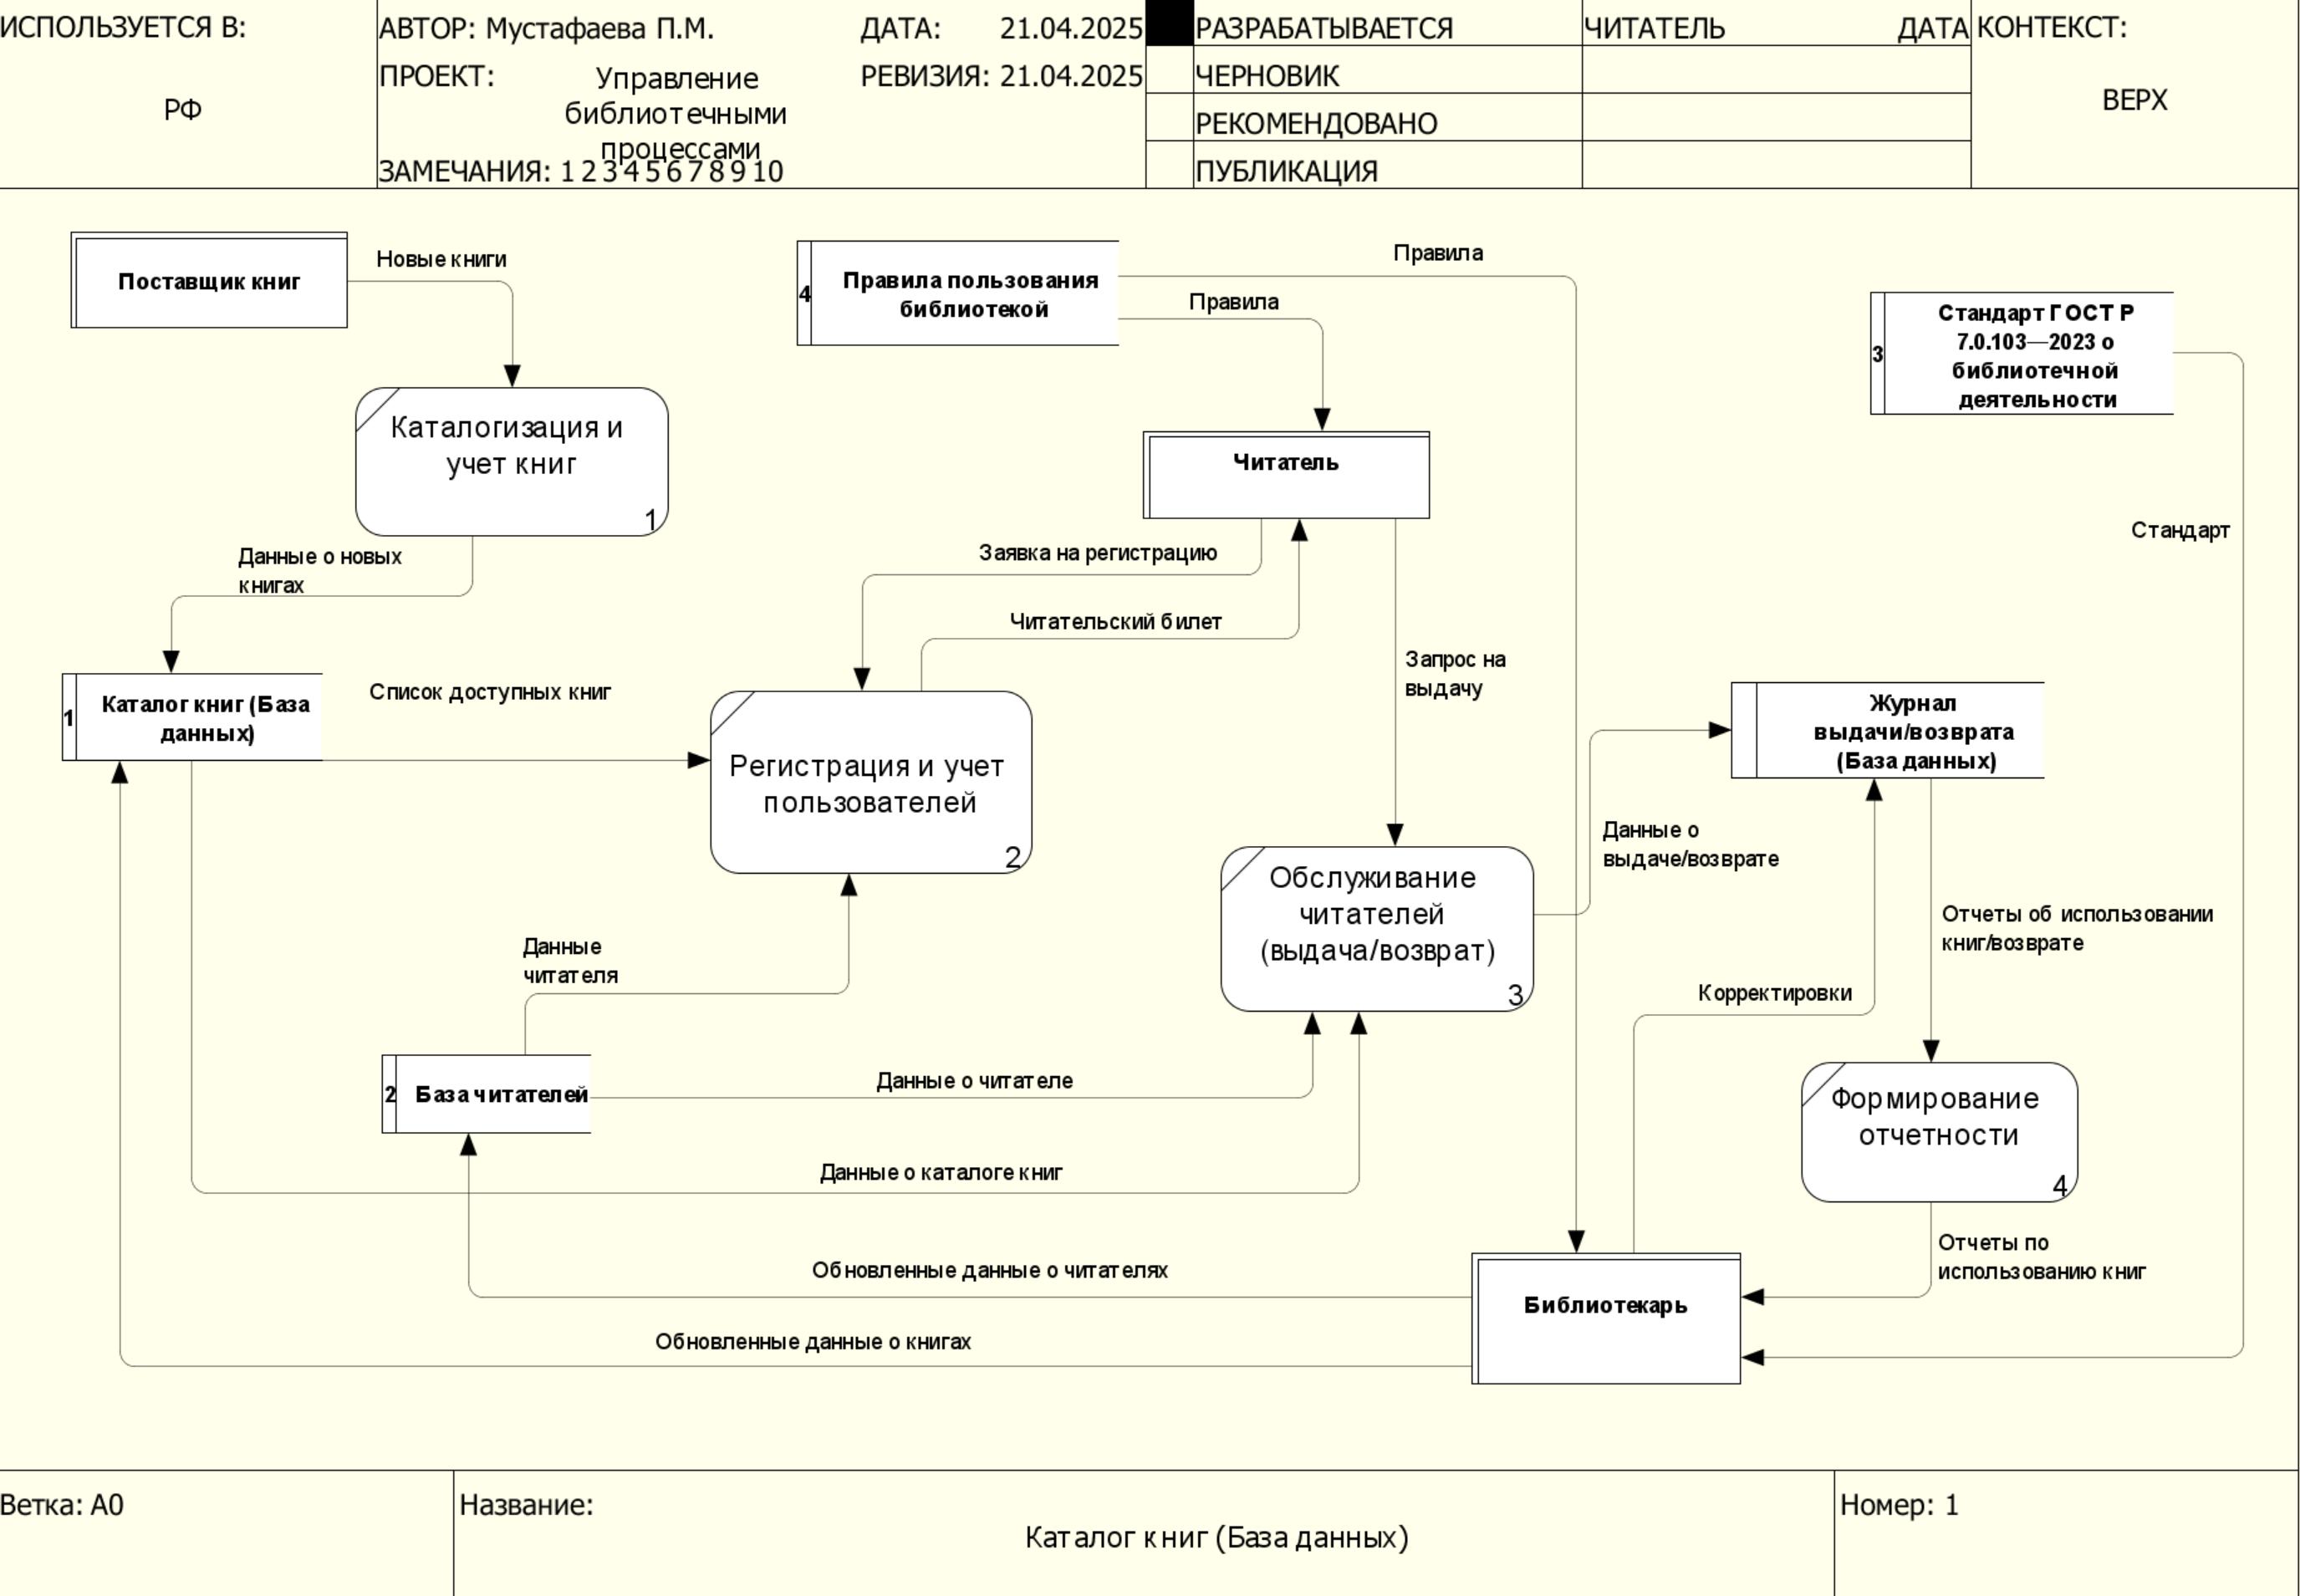 ИСПОЛЬЗУЕТСЯ В:
РФ
АВТОР: Мустафаева П.М.
ДАТА: 21.04.2025
ПРОЕКТ:
Управление
библиотечными
процессами
РЕВИЗИЯ: 21.04.2025
ЗАМЕЧАНИЯ: 1 2 3 4 5 6 7 8 9 10
РАЗРАБАТЫВАЕТСЯ
ЧЕРНОВИК
РЕКОМЕНДОВАНО
ПУБЛИКАЦИЯ
ЧИТАТЕЛЬ ДАТА
КОНТЕКСТ:
ВЕРХ
Поставщик книг
Новые книги
4
Правила пользования
библиотекой
Правила
Правила
3
Стандарт ГОСТ Р
7.0.103—2023 о
библиотечной
деятельности
Каталогизация и
учет книг
1
Читатель
Стандарт
Данные о новых
книгах
Заявка на регистрацию
Читательский билет
Запрос на
выдачу
1
Каталог книг (База
данных)
Список доступных книг
Регистрация и учет
пользователей
2
Журнал
выдачи/возврата
(База данных)
Данные о
выдаче/возврате
Обслуживание
читателей
(выдача/возврат)
3
Отчеты об использовании
книг/возврате
Данные
читателя
Корректировки
2
База читателей
Данные о читателе
Формирование
отчетности
4
Данные о каталоге книг
Отчеты по
использованию книг
Обновленные данные о читателях
Библиотекарь
Обновленные данные о книгах
Ветка: A0
Название:
Каталог книг (База данных)
Номер: 1